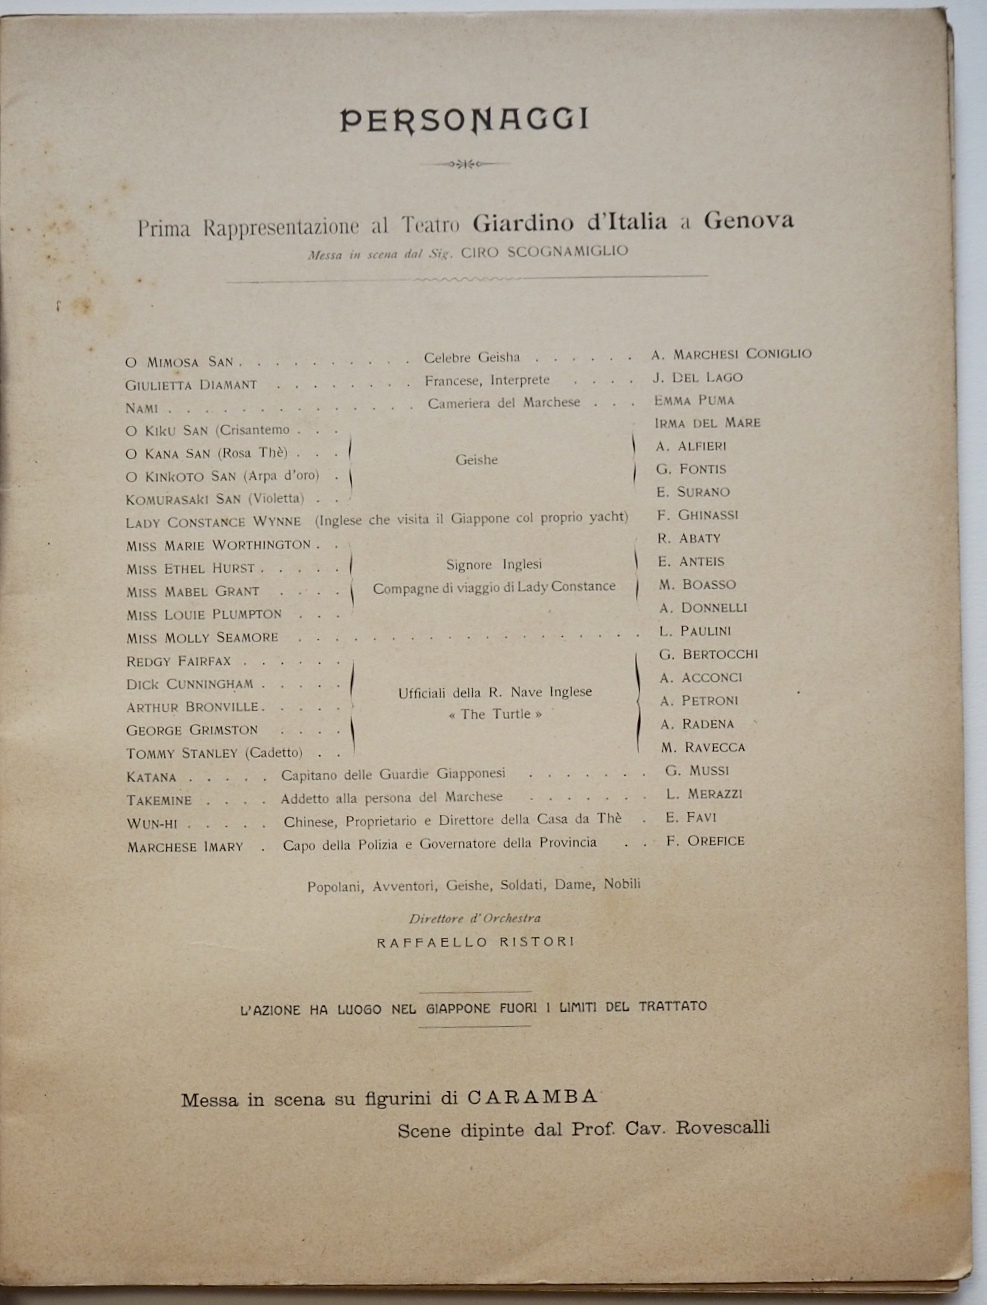 PERSONAGGI
Prima Rappresentazione al Teatro Giardino d'Italia a Genova
Messa in scena dal Sig. CIRO SCOGNAMIGLIO
O MIMOSA SAN . . . . . . . . . . Celebre Geisha . . . . . . A. MARCHESI CONIGLIO
GIULIETTA DIAMANT . . . . . . . . Francese, Interprete . . . . J. DEL LAGO
NAMI . . . . . . . . . . . . . . Cameriera del Marchese . . . EMMA PUMA
O KIKU SAN (Crisantemo . . . IRMA DEL MARE
O KANA SAN (Rosa Thè) . . . A. ALFIERI
Geishe
O KINKOTO SAN (Arpa d'oro) . G. FONTIS
KOMURASAKI SAN (Violetta) . . E. SURANO
LADY CONSTANCE WYNNE (Inglese che visita il Giappone col proprio yacht) F. GHINASSI
MISS MARIE WORTHINGTON . . R. ABATY
MISS ETHEL HURST . . . . . Signore Inglesi E. ANTEIS
MISS MABEL GRANT . . . . Compagne di viaggio di Lady Constance M. BOASSO
MISS LOUIE PLUMPTON . . . A. DONNELLI
MISS MOLLY SEAMORE . . . . . . . . . . . . . . . . . . . L. PAULINI
REDGY FAIRFAX . . . . . . G. BERTOCCHI
DICK CUNNINGHAM . . . . . Ufficiali della R. Nave Inglese A. ACCONCI
ARTHUR BRONVILLE . . . . . « The Turtle » A. PETRONI
GEORGE GRIMSTON . . . . A. RADENA
TOMMY STANLEY (Cadetto) . . M. RAVECCA
KATANA . . . . . Capitano delle Guardie Giapponesi . . . . . . . G. MUSSI
TAKEMINE . . . . Addetto alla persona del Marchese . . . . . . . L. MERAZZI
WUN-HI . . . . . Chinese, Proprietario e Direttore della Casa da Thè . E. FAVI
MARCHESE IMARY . Capo della Polizia e Governatore della Provincia . . F. OREFICE
Popolani, Avventori, Geishe, Soldati, Dame, Nobili
Direttore d'Orchestra
RAFFAELLO RISTORI
L'AZIONE HA LUOGO NEL GIAPPONE FUORI I LIMITI DEL TRATTATO
Messa in scena su figurini di CARAMBA
Scene dipinte dal Prof. Cav. Rovescalli